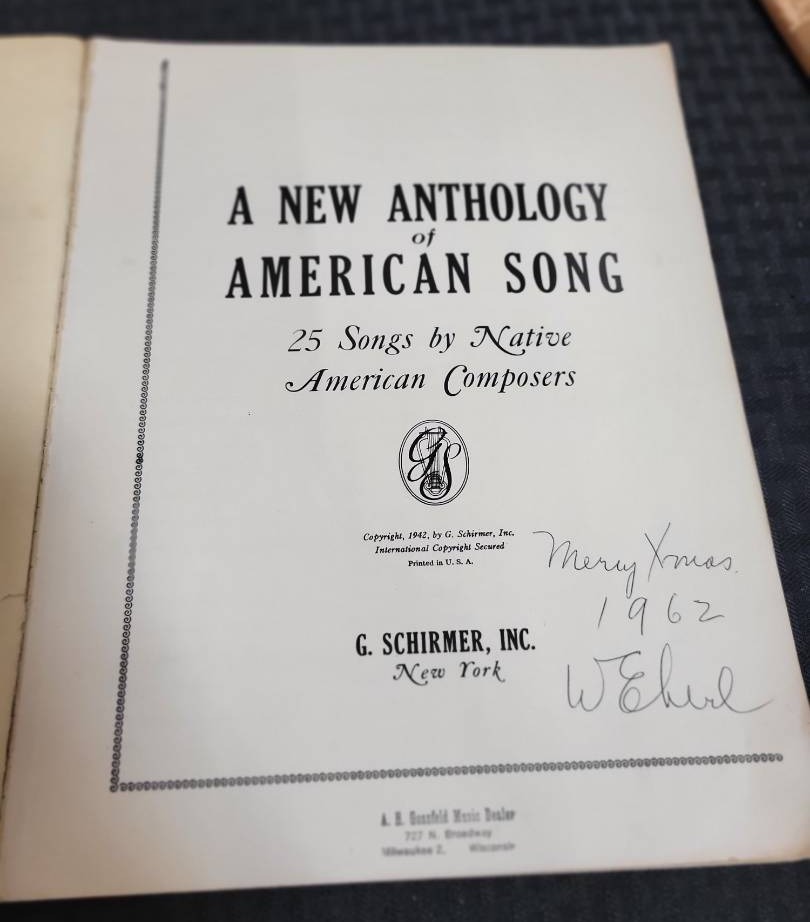 A NEW ANTHOLOGY
of
AMERICAN SONG
25 Songs by Native
American Composers
GS
Copyright, 1942, by G. Schirmer, Inc.
International Copyright Secured
Printed in U. S. A.
G. SCHIRMER, INC.
New York
Merry Xmas.
1962
W
A. H. Music Dealer
727 N. Broadway
Milwaukee 2, Wisconsin